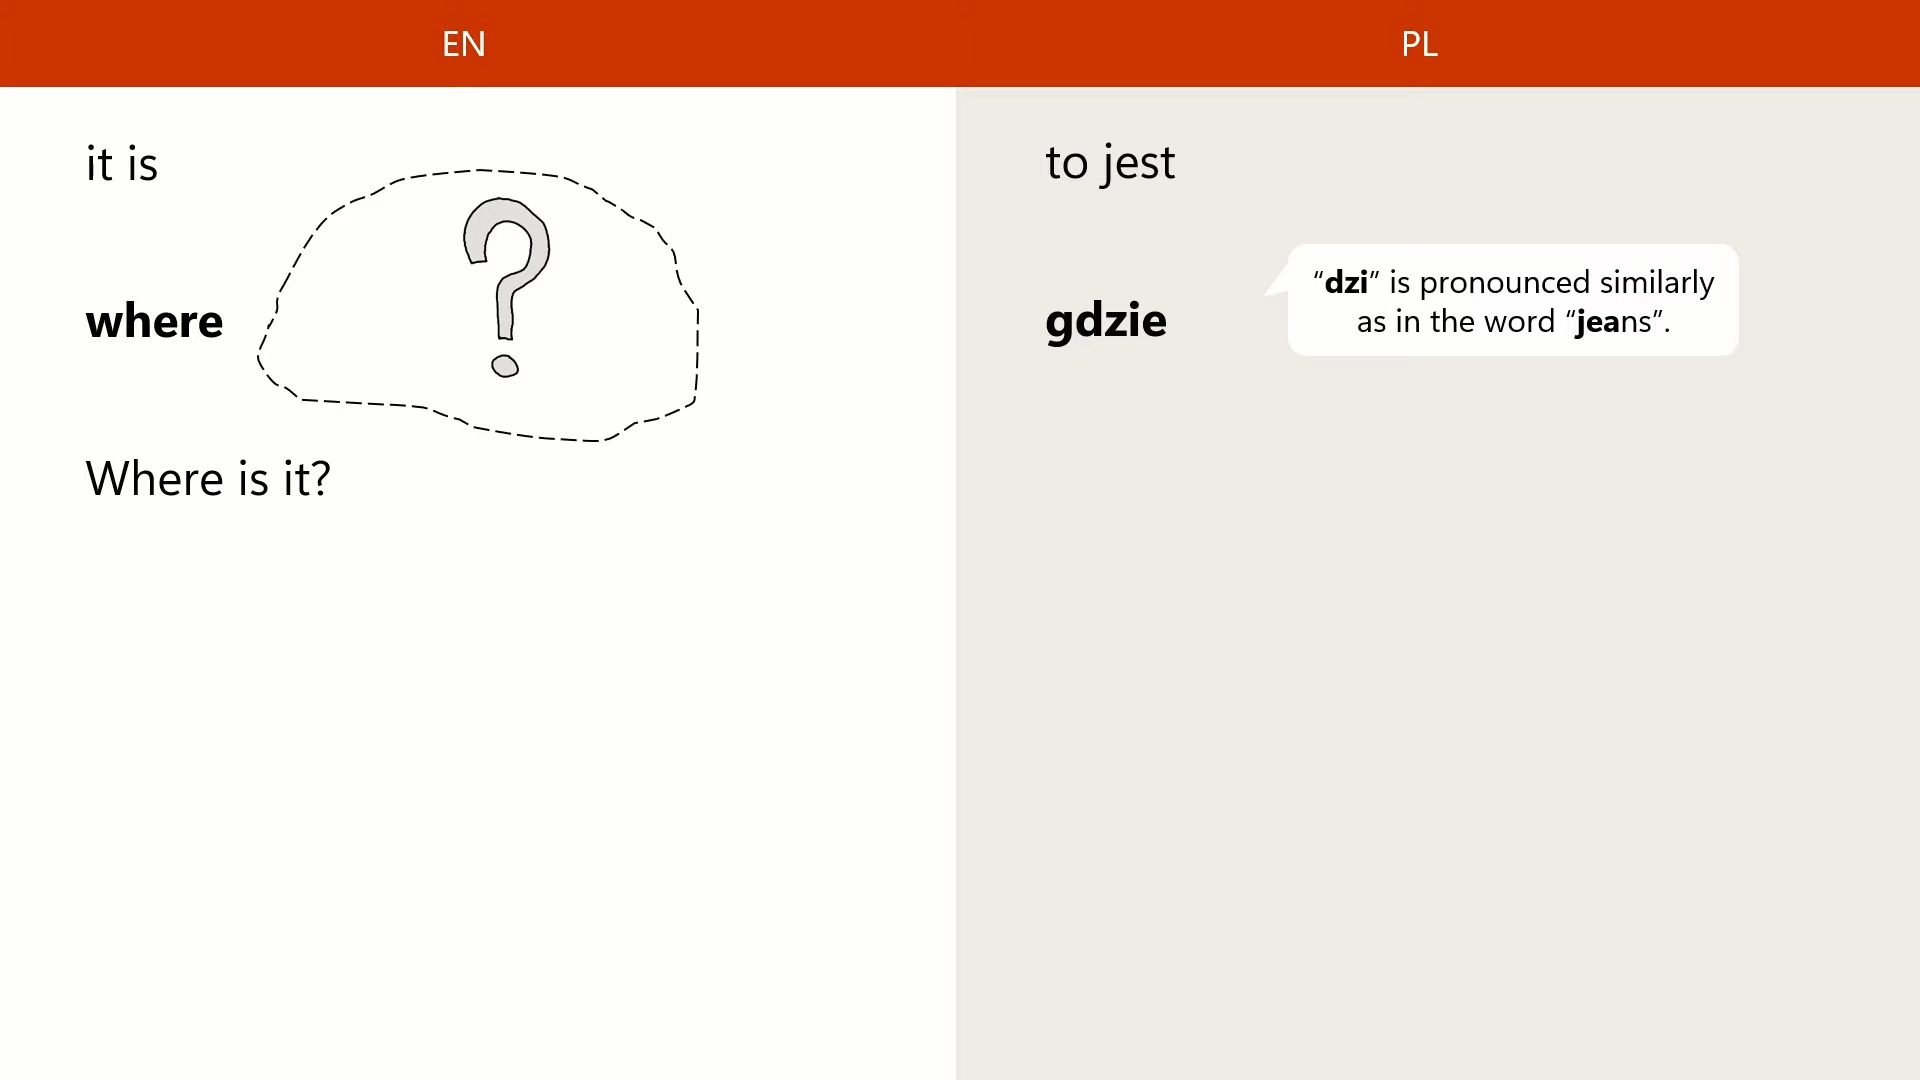 EN
PL
it is
to jest
where
gdzie
“dzi” is pronounced similarly
as in the word “jeans”.
Where is it?